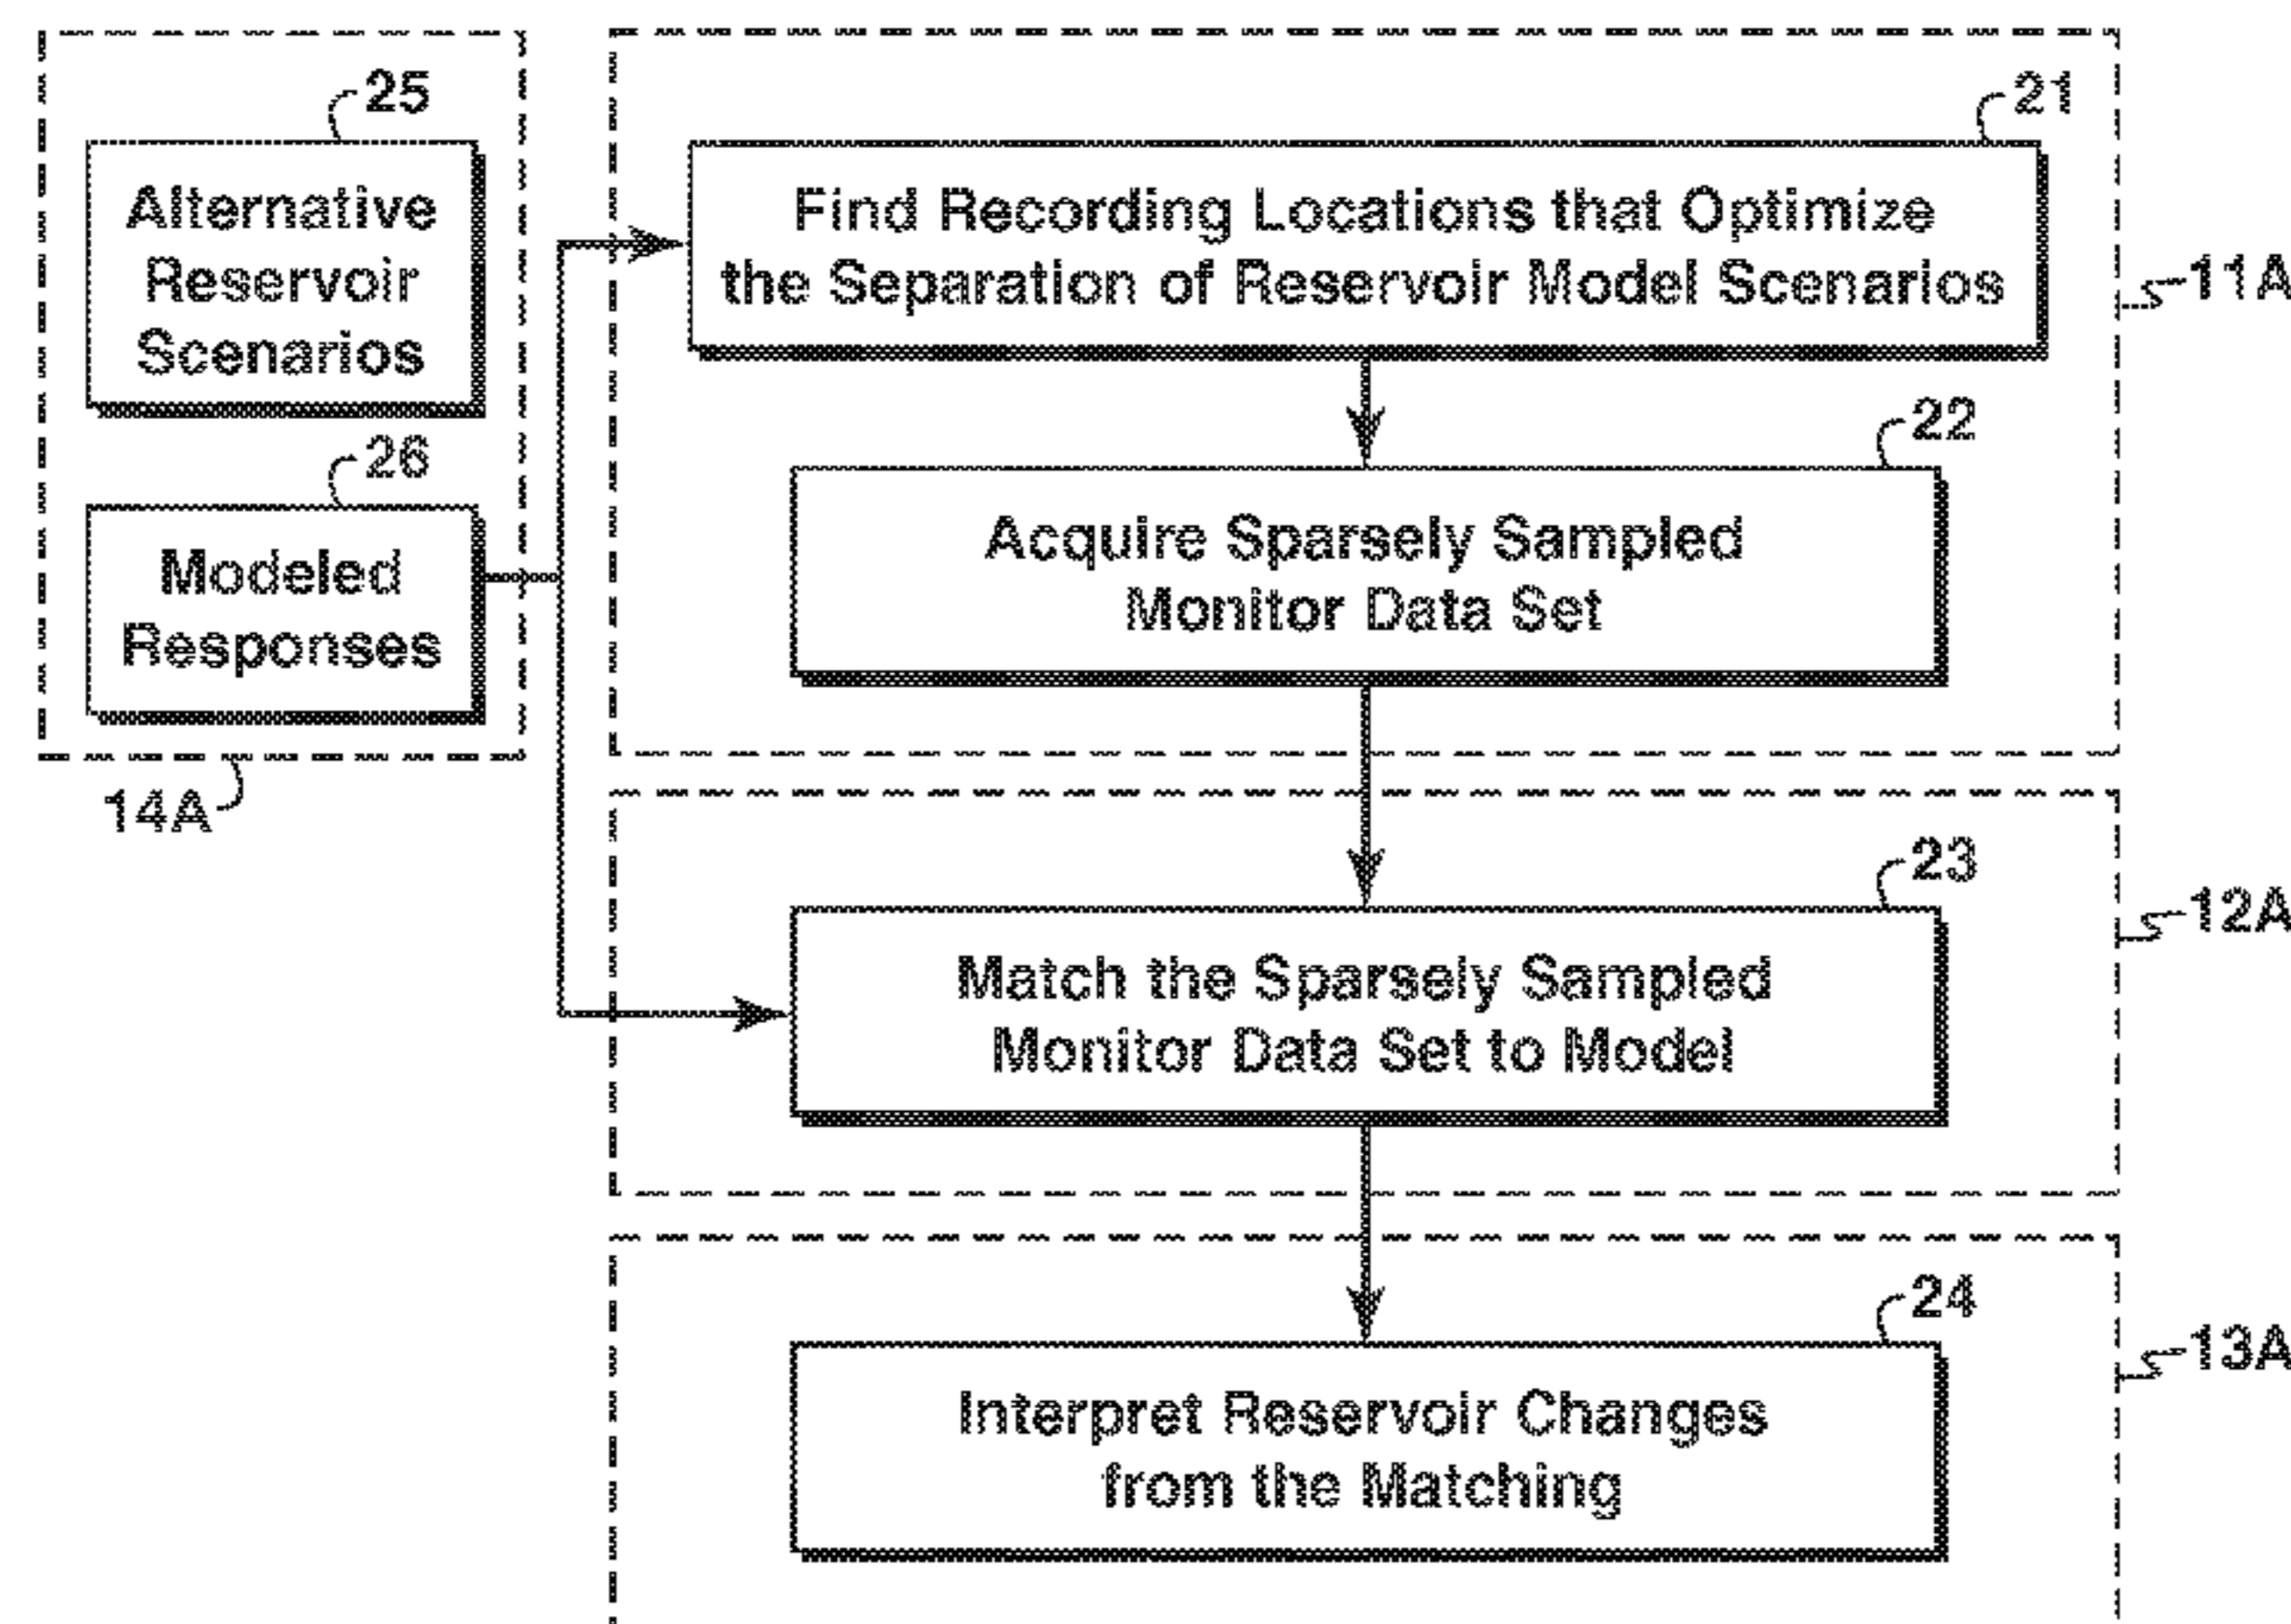 25
Alternative
Reservoir
Scenarios
26
Modeled
Responses
14A
21
Find Recording Locations that Optimize
the Separation of Reservoir Model Scenarios
11A
22
Acquire Sparsely Sampled
Monitor Data Set
23
Match the Sparsely Sampled
Monitor Data Set to Model
12A
24
Interpret Reservoir Changes
from the Matching
13A